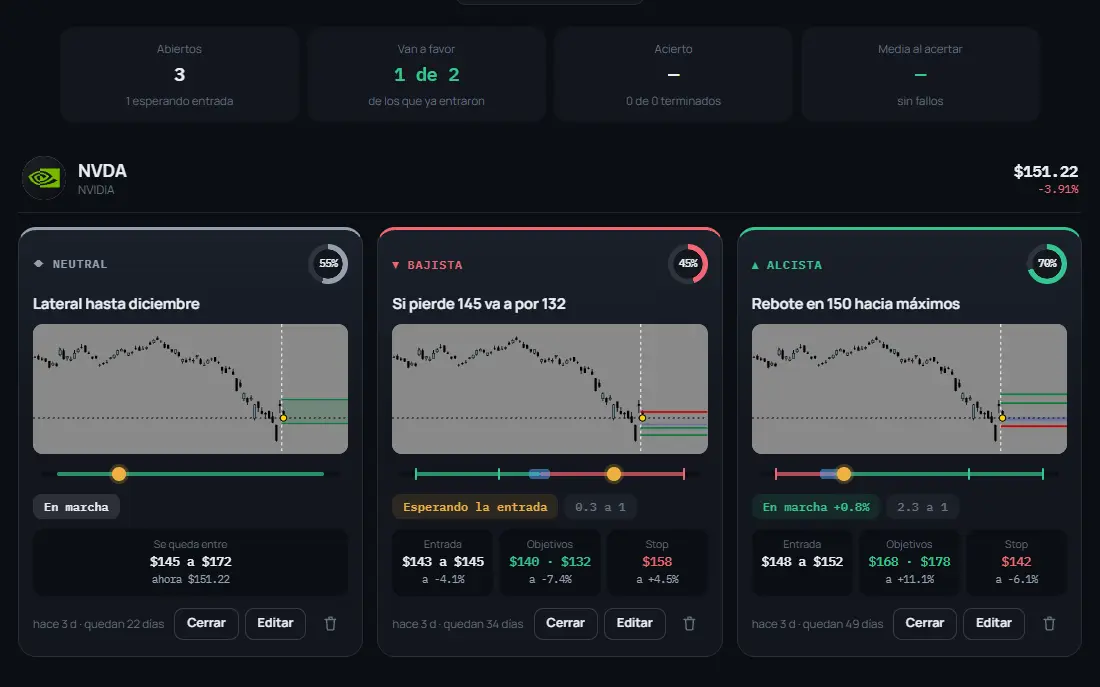 Abiertos
3
1 esperando entrada
Van a favor
1 de 2
de los que ya entraron
Acierto
—
0 de 0 terminados
Media al acertar
—
sin fallos
NVDA
NVIDIA
$151.22
-3.91%
◆ NEUTRAL
55%
Lateral hasta diciembre
En marcha
Se queda entre
$145 a $172
ahora $151.22
hace 3 d · quedan 22 días
Cerrar
Editar
▼ BAJISTA
45%
Si pierde 145 va a por 132
Esperando la entrada
0.3 a 1
Entrada
$143 a $145
a -4.1%
Objetivos
$140 · $132
a -7.4%
Stop
$158
a +4.5%
hace 3 d · quedan 34 días
Cerrar
Editar
▲ ALCISTA
70%
Rebote en 150 hacia máximos
En marcha +0.8%
2.3 a 1
Entrada
$148 a $152
Objetivos
$168 · $178
a +11.1%
Stop
$142
a -6.1%
hace 3 d · quedan 49 días
Cerrar
Editar